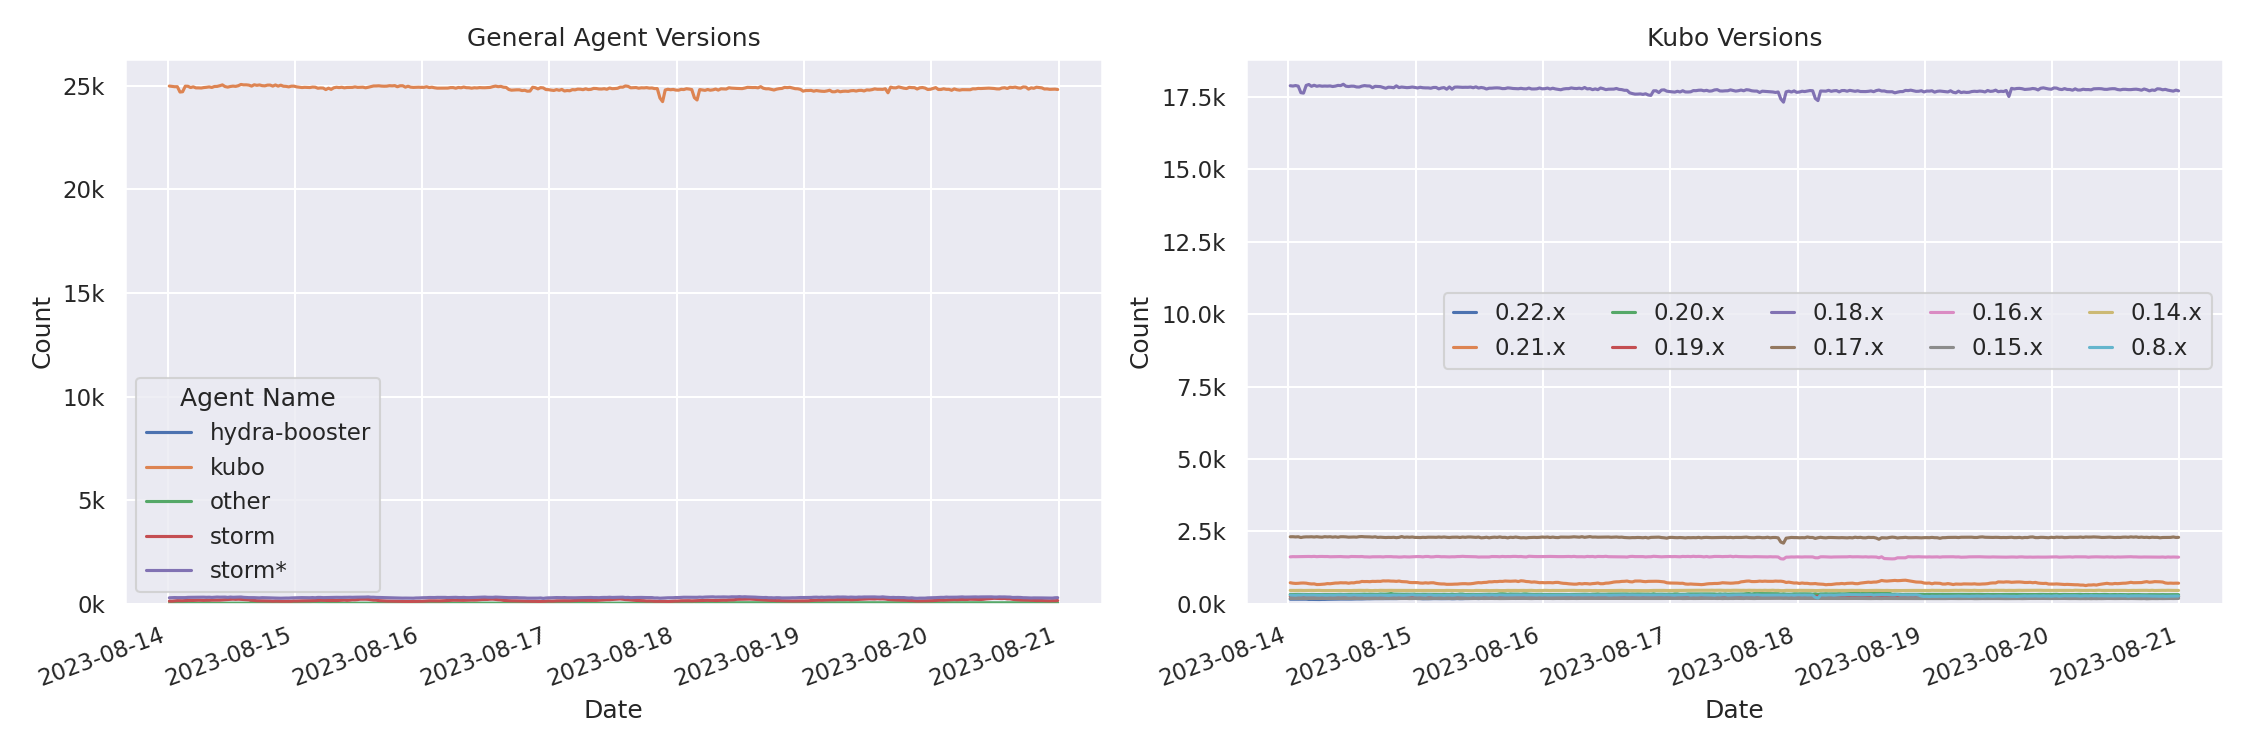 General Agent Versions
25k
20k
15k
10k
5k
0k
Count
Agent Name
hydra-booster
kubo
other
storm
storm*
2023-08-14
2023-08-15
2023-08-16
2023-08-17
2023-08-18
2023-08-19
2023-08-20
2023-08-21
Date
Kubo Versions
17.5k
15.0k
12.5k
10.0k
7.5k
5.0k
2.5k
0.0k
Count
0.22.x 0.20.x 0.18.x 0.16.x 0.14.x
0.21.x 0.19.x 0.17.x 0.15.x 0.8.x
2023-08-14
2023-08-15
2023-08-16
2023-08-17
2023-08-18
2023-08-19
2023-08-20
2023-08-21
Date